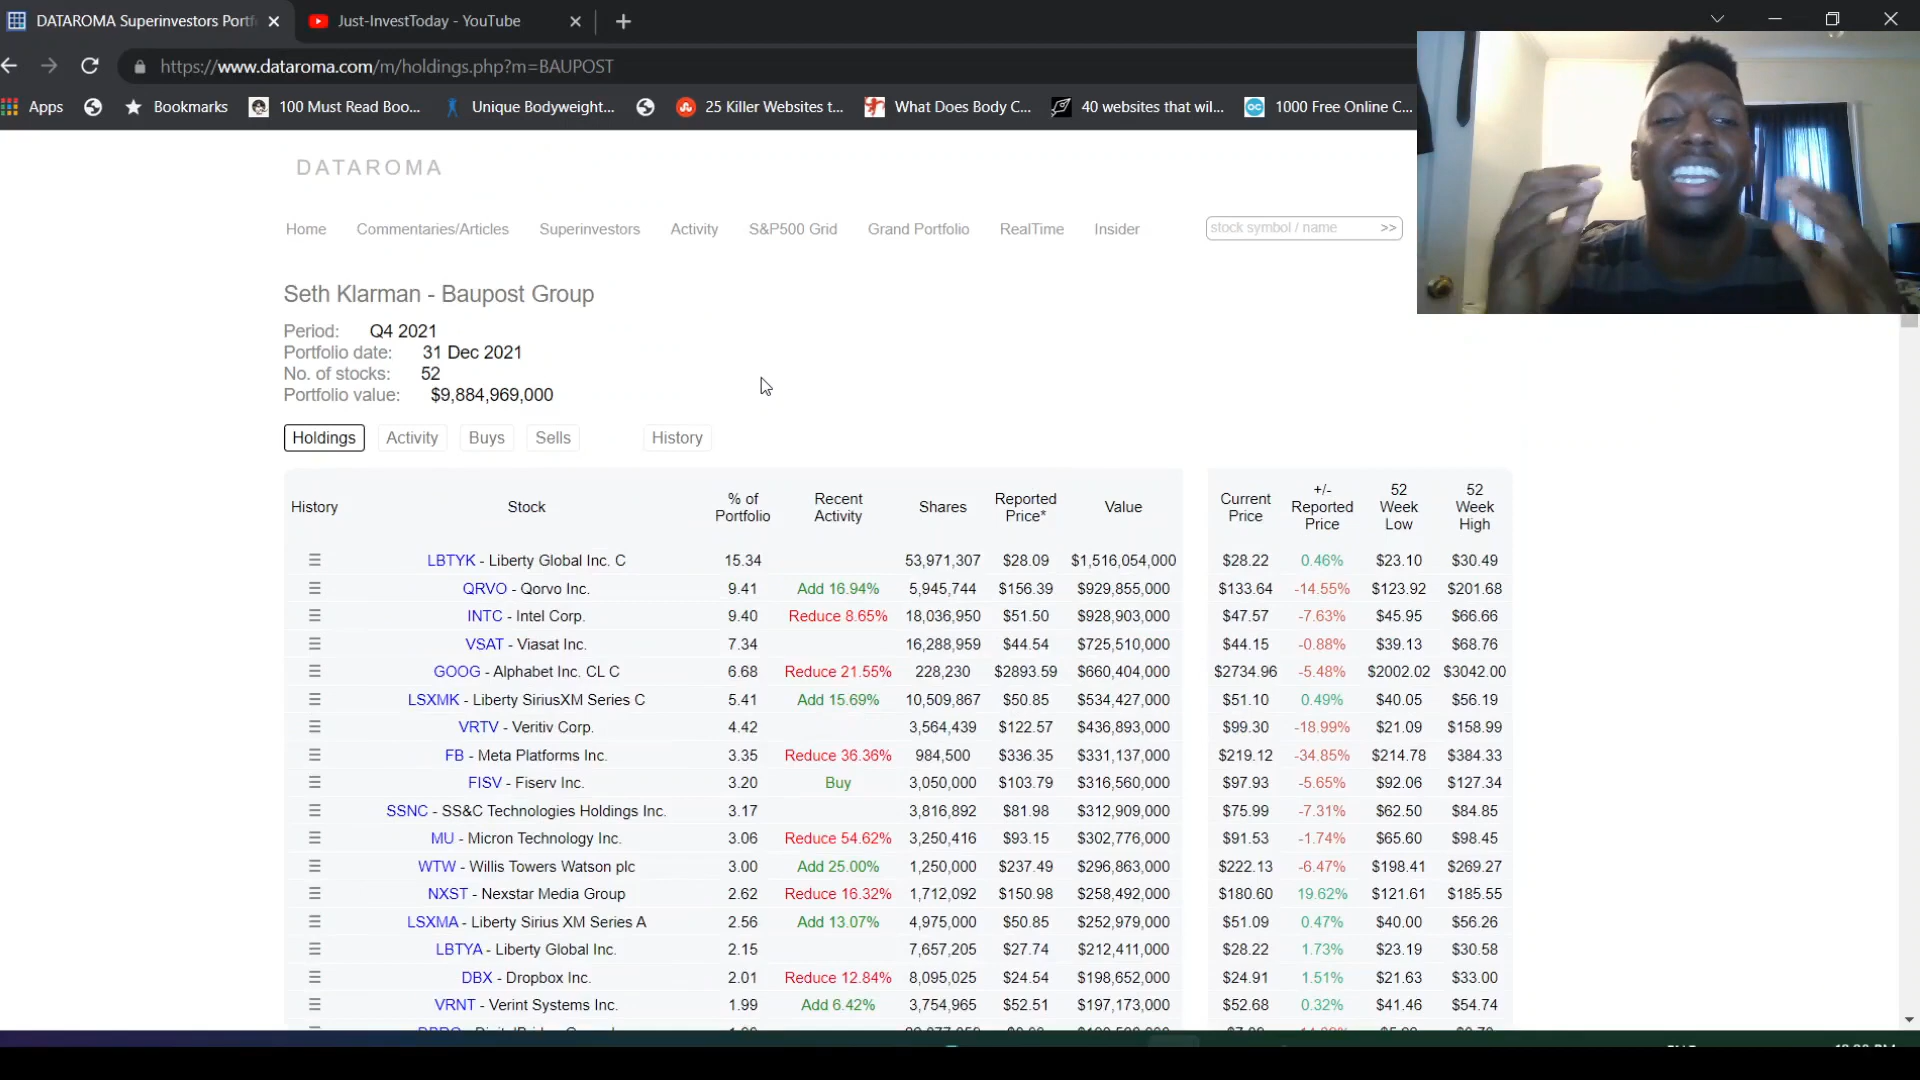 DATAROMA Superinvestors Portf
Just-InvestToday - YouTube
https://www.dataroma.com/m/holdings.php?m=BAUPOST
Apps Bookmarks 100 Must Read Boo... Unique Bodyweight... 25 Killer Websites t... What Does Body C... 40 websites that wil... 1000 Free Online C...
DATAROMA
Home Commentaries/Articles Superinvestors Activity S&P500 Grid Grand Portfolio RealTime Insider stock symbol / name >>
Seth Klarman - Baupost Group
Period: Q4 2021
Portfolio date: 31 Dec 2021
No. of stocks: 52
Portfolio value: $9,884,969,000
Holdings Activity Buys Sells History
History Stock % of Portfolio Recent Activity Shares Reported Price* Value Current Price +/- Reported Price 52 Week Low 52 Week High
LBTYK - Liberty Global Inc. C 15.34 53,971,307 $28.09 $1,516,054,000 $28.22 0.46% $23.10 $30.49
QRVO - Qorvo Inc. 9.41 Add 16.94% 5,945,744 $156.39 $929,855,000 $133.64 -14.55% $123.92 $201.68
INTC - Intel Corp. 9.40 Reduce 8.65% 18,036,950 $51.50 $928,903,000 $47.57 -7.63% $45.95 $66.66
VSAT - Viasat Inc. 7.34 16,288,959 $44.54 $725,510,000 $44.15 -0.88% $39.13 $68.76
GOOG - Alphabet Inc. CL C 6.68 Reduce 21.55% 228,230 $2893.59 $660,404,000 $2734.96 -5.48% $2002.02 $3042.00
LSXMK - Liberty SiriusXM Series C 5.41 Add 15.69% 10,509,867 $50.85 $534,427,000 $51.10 0.49% $40.05 $56.19
VRTV - Veritiv Corp. 4.42 3,564,439 $122.57 $436,893,000 $99.30 -18.99% $21.09 $158.99
FB - Meta Platforms Inc. 3.35 Reduce 36.36% 984,500 $336.35 $331,137,000 $219.12 -34.85% $214.78 $384.33
FISV - Fiserv Inc. 3.20 Buy 3,050,000 $103.79 $316,560,000 $97.93 -5.65% $92.06 $127.34
SSNC - SS&C Technologies Holdings Inc. 3.17 3,816,892 $81.98 $312,909,000 $75.99 -7.31% $62.50 $84.85
MU - Micron Technology Inc. 3.06 Reduce 54.62% 3,250,416 $93.15 $302,776,000 $91.53 -1.74% $65.60 $98.45
WTW - Willis Towers Watson plc 3.00 Add 25.00% 1,250,000 $237.49 $296,863,000 $222.13 -6.47% $198.41 $269.27
NXST - Nexstar Media Group 2.62 Reduce 16.32% 1,712,092 $150.98 $258,492,000 $180.60 19.62% $121.61 $185.55
LSXMA - Liberty Sirius XM Series A 2.56 Add 13.07% 4,975,000 $50.85 $252,979,000 $51.09 0.47% $40.00 $56.26
LBTYA - Liberty Global Inc. 2.15 7,657,205 $27.74 $212,411,000 $28.22 1.73% $23.19 $30.58
DBX - Dropbox Inc. 2.01 Reduce 12.84% 8,095,025 $24.54 $198,652,000 $24.91 1.51% $21.63 $33.00
VRNT - Verint Systems Inc. 1.99 Add 6.42% 3,754,965 $52.51 $197,173,000 $52.68 0.32% $41.46 $54.74